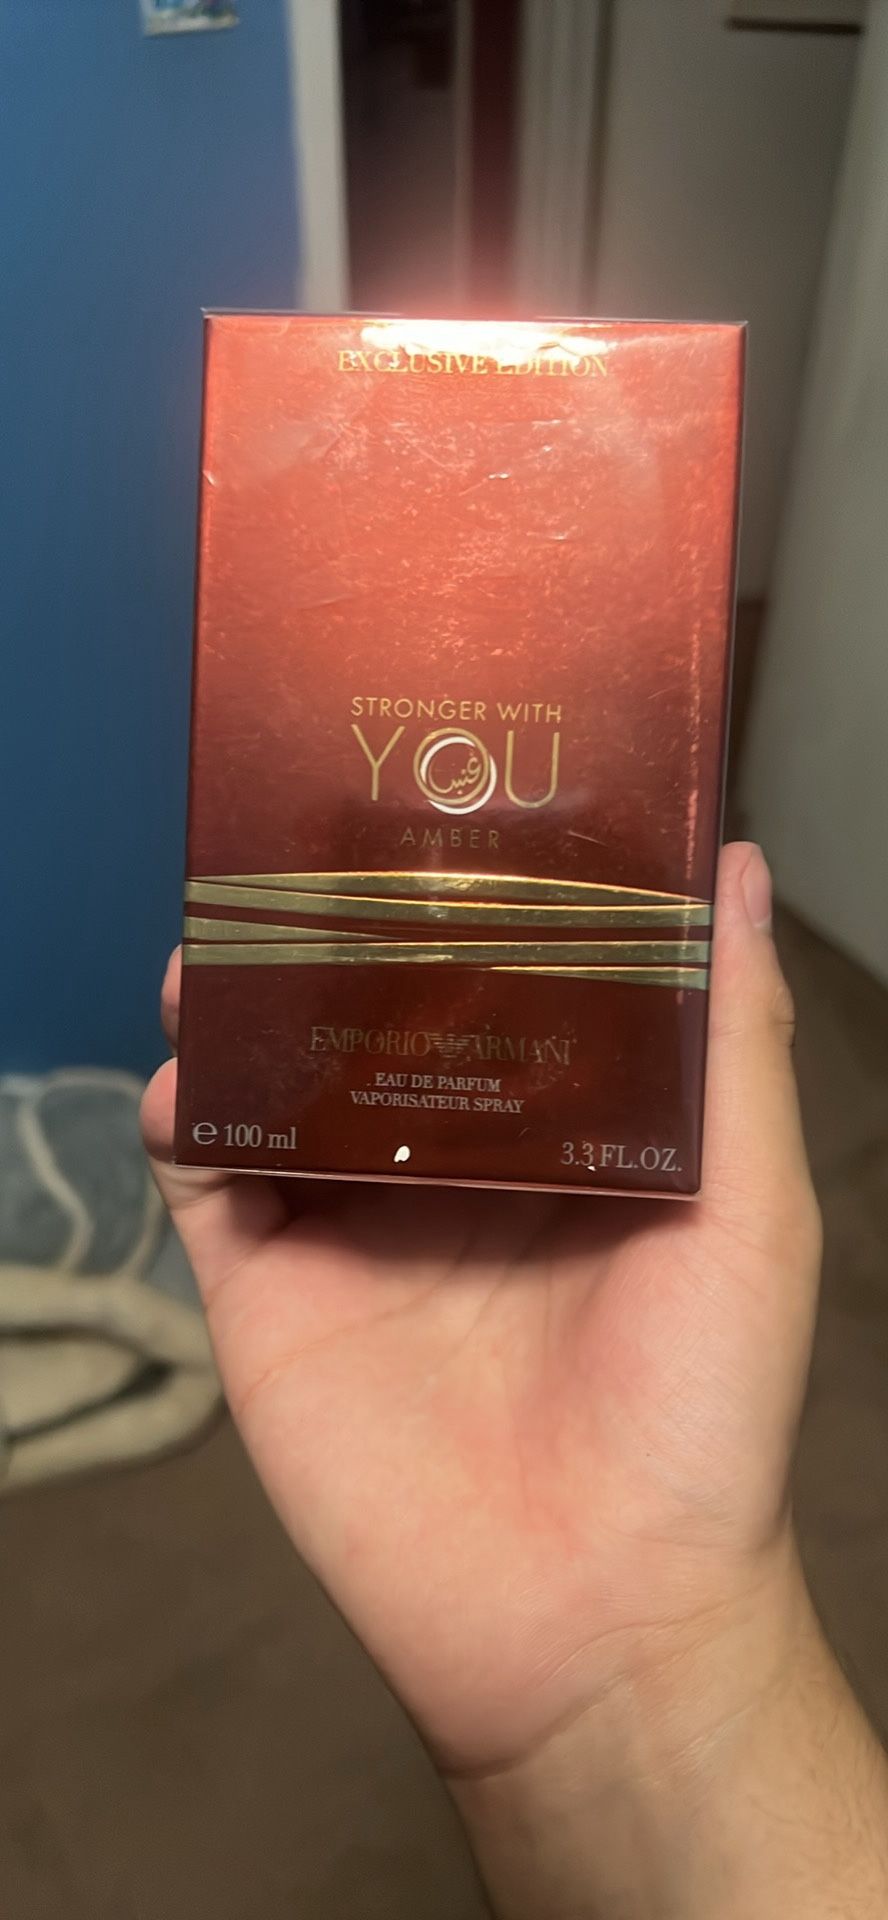 EXCLUSIVE EDITION
STRONGER WITH
YOU
عنبر
AMBER
EMPORIO ARMANI
EAU DE PARFUM
VAPORISATEUR SPRAY
℮ 100 ml
3.3 FL.OZ.